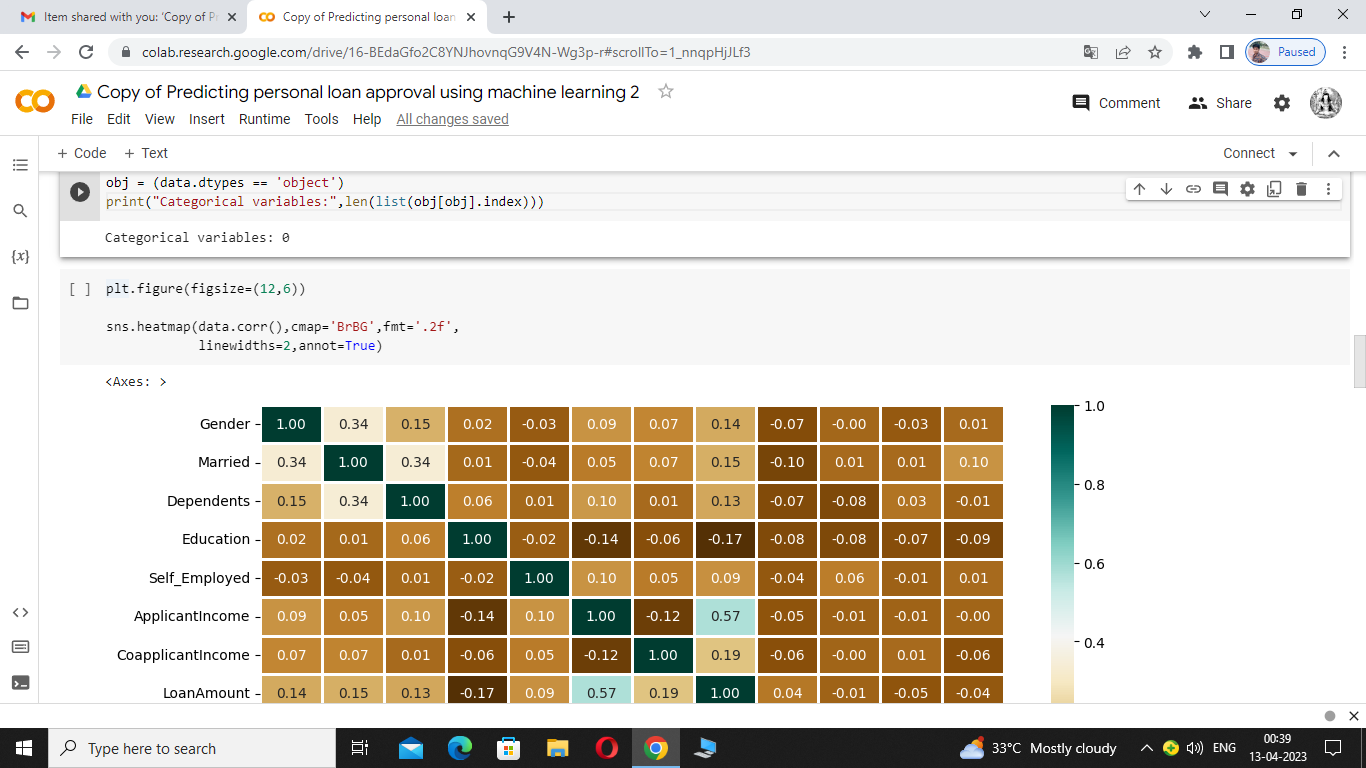 Item shared with you: 'Copy of Pr
Copy of Predicting personal loan
colab.research.google.com/drive/16-BEdaGfo2C8YNJhovnqG9V4N-Wg3p-r#scrollTo=1_nnqpHjJLf3
Paused
Copy of Predicting personal loan approval using machine learning 2
File Edit View Insert Runtime Tools Help All changes saved
Comment Share
+ Code + Text
Connect
obj = (data.dtypes == 'object')
print("Categorical variables:",len(list(obj[obj].index)))
Categorical variables: 0
[ ] plt.figure(figsize=(12,6))
sns.heatmap(data.corr(),cmap='BrBG',fmt='.2f',
linewidths=2,annot=True)
<Axes: >
Gender 1.00 0.34 0.15 0.02 -0.03 0.09 0.07 0.14 -0.07 -0.00 -0.03 0.01
Married 0.34 1.00 0.34 0.01 -0.04 0.05 0.07 0.15 -0.10 0.01 0.01 0.10
Dependents 0.15 0.34 1.00 0.06 0.01 0.10 0.01 0.13 -0.07 -0.08 0.03 -0.01
Education 0.02 0.01 0.06 1.00 -0.02 -0.14 -0.06 -0.17 -0.08 -0.08 -0.07 -0.09
Self_Employed -0.03 -0.04 0.01 -0.02 1.00 0.10 0.05 0.09 -0.04 0.06 -0.01 0.01
ApplicantIncome 0.09 0.05 0.10 -0.14 0.10 1.00 -0.12 0.57 -0.05 -0.01 -0.01 -0.00
CoapplicantIncome 0.07 0.07 0.01 -0.06 0.05 -0.12 1.00 0.19 -0.06 -0.00 0.01 -0.06
LoanAmount 0.14 0.15 0.13 -0.17 0.09 0.57 0.19 1.00 0.04 -0.01 -0.05 -0.04
1.0
0.8
0.6
0.4
{x}
Type here to search
33°C Mostly cloudy
ENG
00:39
13-04-2023